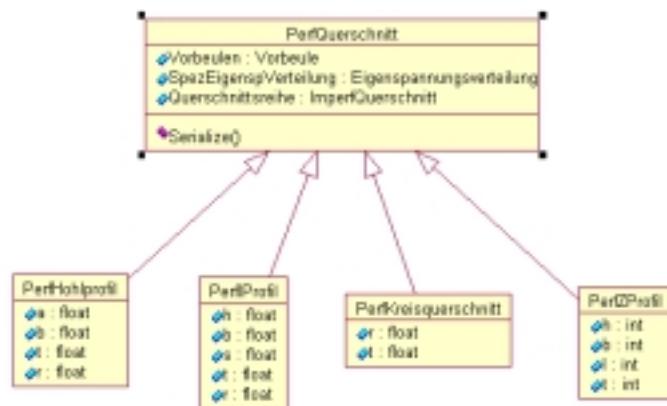 PerfQuerschnitt
Vorbeulen : Vorbeule
SpezEigenspVerteilung : Eigenspannungsverteilung
Querschnittsreihe : ImperfQuerschnitt
Serialize()
PerfHohlprofil
a : float
b : float
t : float
r : float
PerfIProfil
h : float
b : float
s : float
t : float
r : float
PerfKreisquerschnitt
r : float
t : float
PerfZProfil
h : int
b : int
l : int
t : int